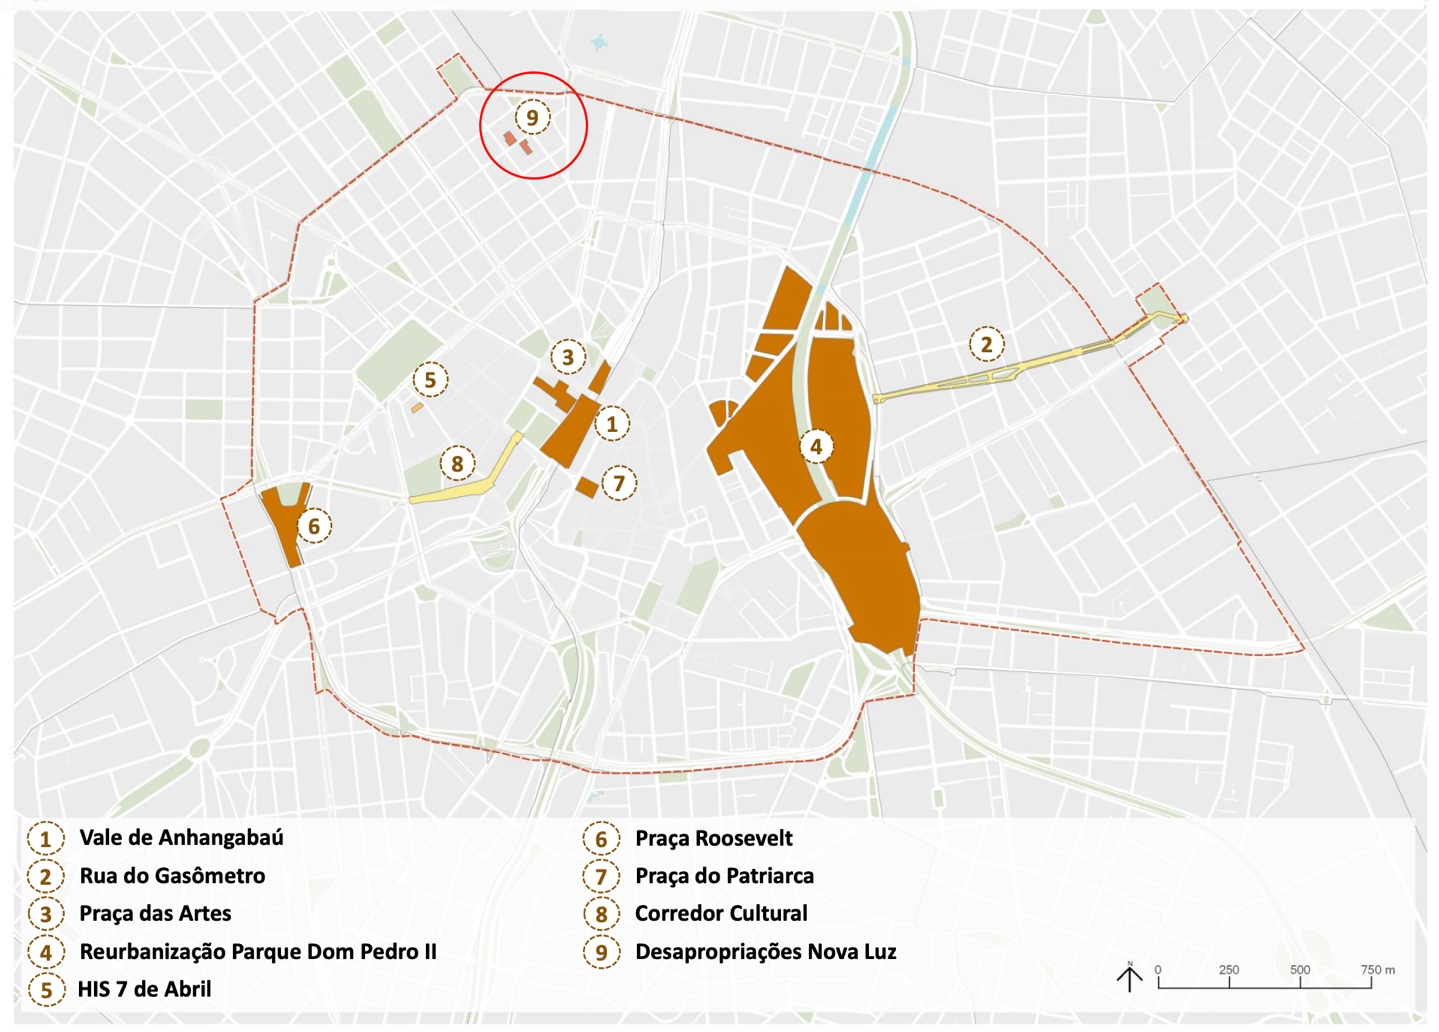 9
2
3
5
1
8
4
7
6
1 Vale de Anhangabaú
2 Rua do Gasômetro
3 Praça das Artes
4 Reurbanização Parque Dom Pedro II
5 HIS 7 de Abril
6 Praça Roosevelt
7 Praça do Patriarca
8 Corredor Cultural
9 Desapropriações Nova Luz
N
0 250 500 750 m